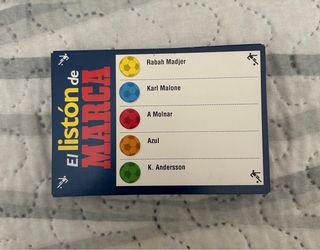 El listón de
MARCA
Rabah Madjer
Karl Malone
A Molnar
Azul
K. Andersson